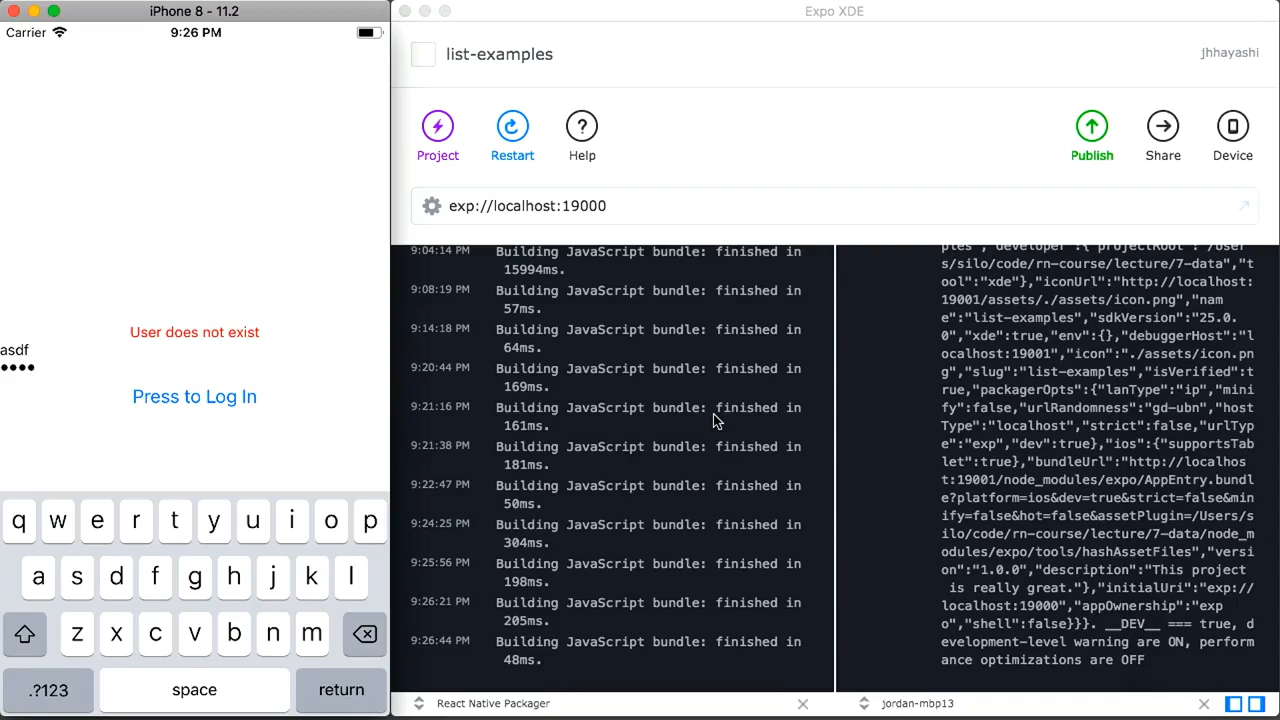 iPhone 8 - 11.2
Carrier
9:26 PM
User does not exist
asdf
••••
Press to Log In
q w e r t y u i o p
a s d f g h j k l
z x c v b n m
.?123
space
return
Expo XDE
list-examples
jhhayashi
Project
Restart
Help
Publish
Share
Device
exp://localhost:19000
9:04:14 PM Building JavaScript bundle: finished in
15994ms.
9:08:19 PM Building JavaScript bundle: finished in
57ms.
9:14:18 PM Building JavaScript bundle: finished in
64ms.
9:20:44 PM Building JavaScript bundle: finished in
169ms.
9:21:16 PM Building JavaScript bundle: finished in
161ms.
9:21:38 PM Building JavaScript bundle: finished in
181ms.
9:22:47 PM Building JavaScript bundle: finished in
50ms.
9:24:25 PM Building JavaScript bundle: finished in
304ms.
9:25:56 PM Building JavaScript bundle: finished in
198ms.
9:26:21 PM Building JavaScript bundle: finished in
205ms.
9:26:44 PM Building JavaScript bundle: finished in
48ms.
ples","developer":{"projectRoot":"/User
s/silo/code/rn-course/lecture/7-data","t
ool":"xde"},"iconUrl":"http://localhost:
19001/assets/./assets/icon.png","nam
e":"list-examples","sdkVersion":"25.0.
0","xde":true,"env":{},"debuggerHost":"l
ocalhost:19001","icon":"./assets/icon.pn
g","slug":"list-examples","isVerified":t
rue,"packagerOpts":{"lanType":"ip","mini
fy":false,"urlRandomness":"gd-ubn","host
Type":"localhost","strict":false,"urlTyp
e":"exp","dev":true},"ios":{"supportsTab
let":true},"bundleUrl":"http://localhos
t:19001/node_modules/expo/AppEntry.bundl
e?platform=ios&dev=true&strict=false&min
ify=false&hot=false&assetPlugin=/Users/s
ilo/code/rn-course/lecture/7-data/node_m
odules/expo/tools/hashAssetFiles","versi
on":"1.0.0","description":"This project
is really great."},"initialUri":"exp://
localhost:19000","appOwnership":"exp
o","shell":false}}}. __DEV__ === true, d
evelopment-level warning are ON, perform
ance optimizations are OFF
React Native Packager
jordan-mbp13